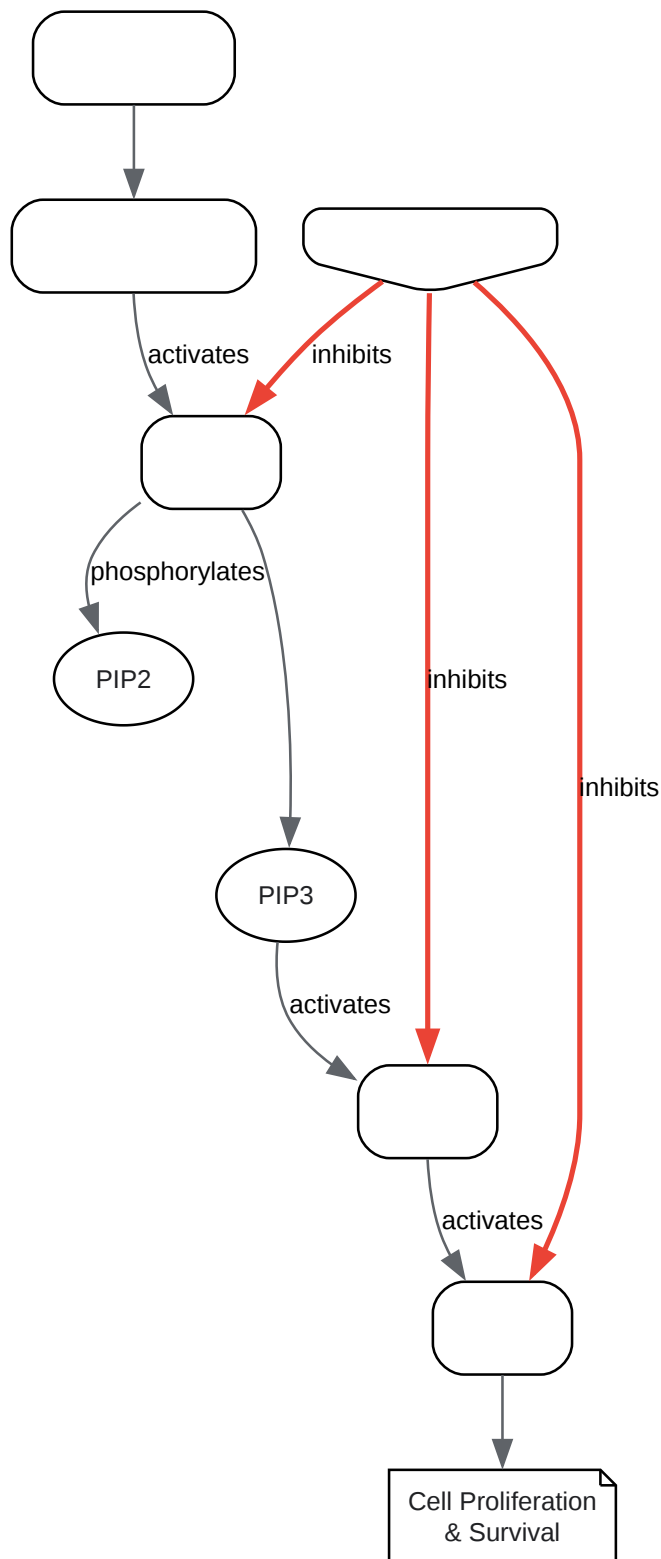 activates
inhibits
phosphorylates
PIP2
inhibits
inhibits
PIP3
activates
activates
Cell Proliferation
& Survival